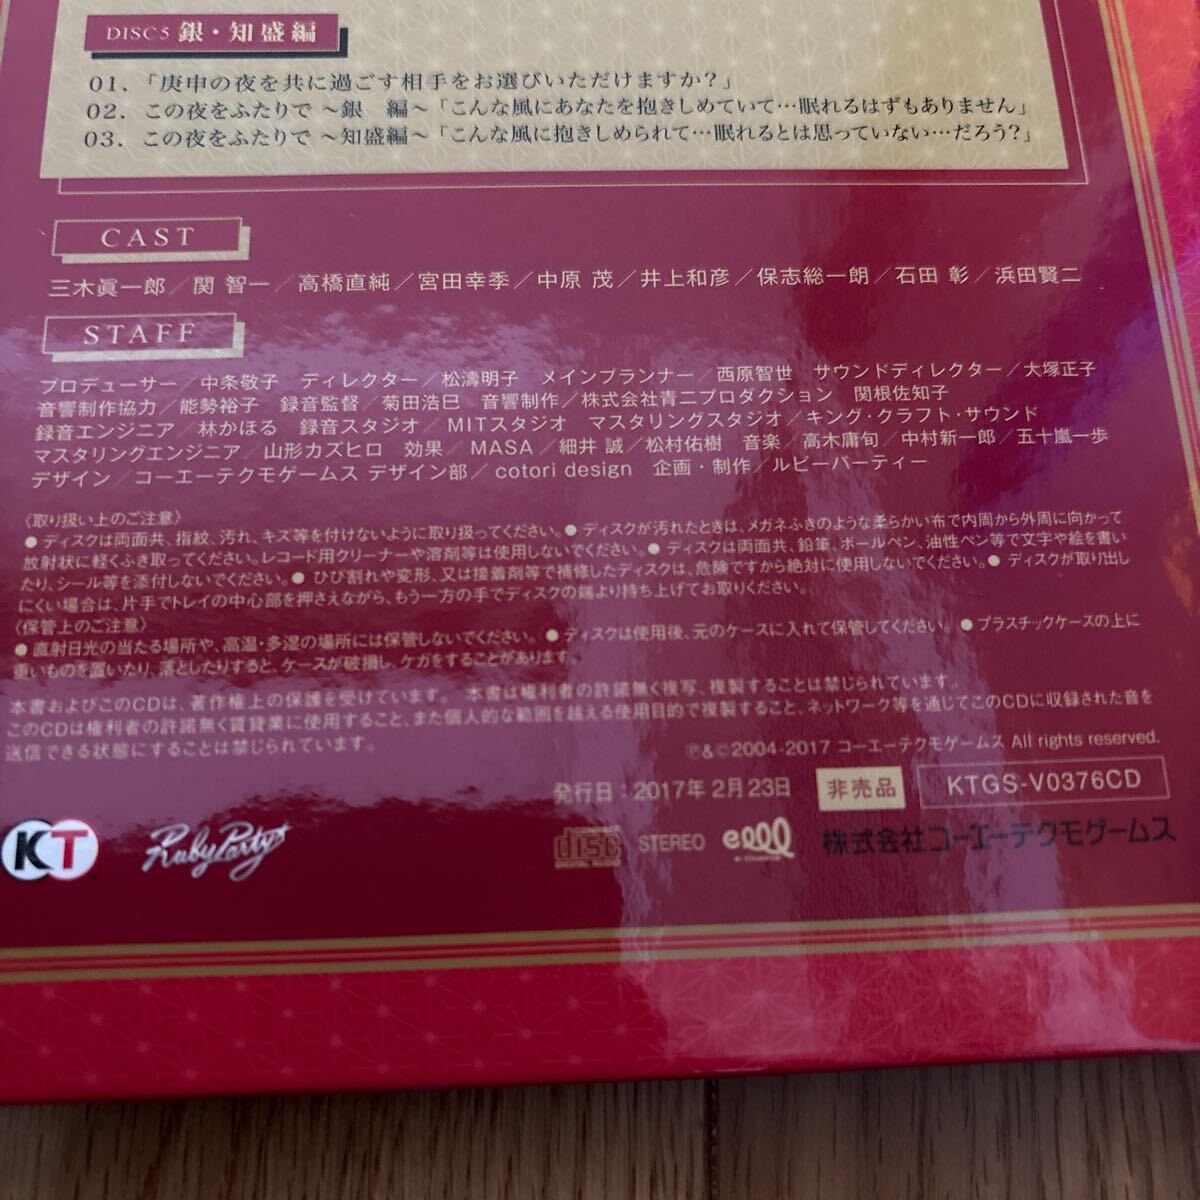 DISC5 銀・知盛編
01.「庚申の夜を共に過ごす相手をお選びいただけますか？」
02. この夜をふたりで ～銀　編～「こんな風にあなたを抱きしめていて…眠れるはずもありません」
03. この夜をふたりで ～知盛編～「こんな風に抱きしめられて…眠れるとは思っていない…だろう？」
CAST
三木眞一郎／関 智一／高橋直純／宮田幸季／中原 茂／井上和彦／保志総一朗／石田 彰／浜田賢二
STAFF
プロデューサー／中条敬子　ディレクター／松濤明子　メインプランナー／西原智世　サウンドディレクター／大塚正子
音響制作協力／能勢裕子　録音監督／菊田浩巳　音響制作／株式会社青二プロダクション　関根佐知子
録音エンジニア／林かほる　録音スタジオ／MITスタジオ　マスタリングスタジオ／キング・クラフト・サウンド
マスタリングエンジニア／山形カズヒロ　効果／MASA／細井 誠／松村佑樹　音楽／高木庸旬／中村新一郎／五十嵐一歩
デザイン／コーエーテクモゲームス デザイン部／cotori design　企画・制作／ルビーパーティー
〈取り扱い上のご注意〉
●ディスクは両面共、指紋、汚れ、キズ等を付けないように取り扱ってください。●ディスクが汚れたときは、メガネふきのような柔らかい布で内周から外周に向かって
放射状に軽くふき取ってください。レコード用クリーナーや溶剤等は使用しないでください。●ディスクは両面共、鉛筆、ボールペン、油性ペン等で文字や絵を書い
たり、シール等を添付しないでください。●ひび割れや変形、又は接着剤等で補修したディスクは、危険ですから絶対に使用しないでください。●ディスクが取り出し
にくい場合は、片手でトレイの中心部を押さえながら、もう一方の手でディスクの端より持ち上げてお取りください。
〈保管上のご注意〉
●直射日光の当たる場所や、高温・多湿の場所には保管しないでください。●ディスクは使用後、元のケースに入れて保管してください。●プラスチックケースの上に
重いものを置いたり、落としたりすると、ケースが破損し、ケガをすることがあります。
本書およびこのCDは、著作権上の保護を受けています。本書は権利者の許諾無く複写、複製することは禁じられています。
このCDは権利者の許諾無く賃貸業に使用すること、また個人的な範囲を越える使用目的で複製すること、ネットワーク等を通じてこのCDに収録された音を
送信できる状態にすることは禁じられています。
℗&©2004-2017 コーエーテクモゲームス All rights reserved.
発行日：2017年 2月 23日　非売品　KTGS-V0376CD
KT Ruby Party disc DIGITAL AUDIO STEREO elll 株式会社コーエーテクモゲームス